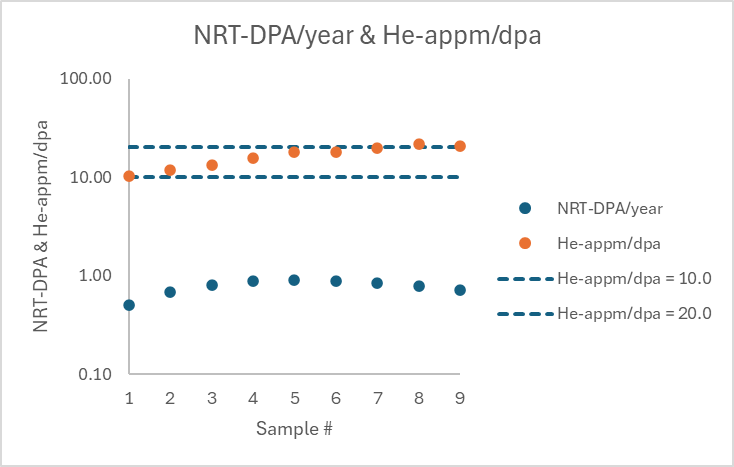 NRT-DPA/year & He-appm/dpa
NRT-DPA & He-appm/dpa
100.00
10.00
1.00
0.10
1 2 3 4 5 6 7 8 9
Sample #
NRT-DPA/year
He-appm/dpa
He-appm/dpa = 10.0
He-appm/dpa = 20.0